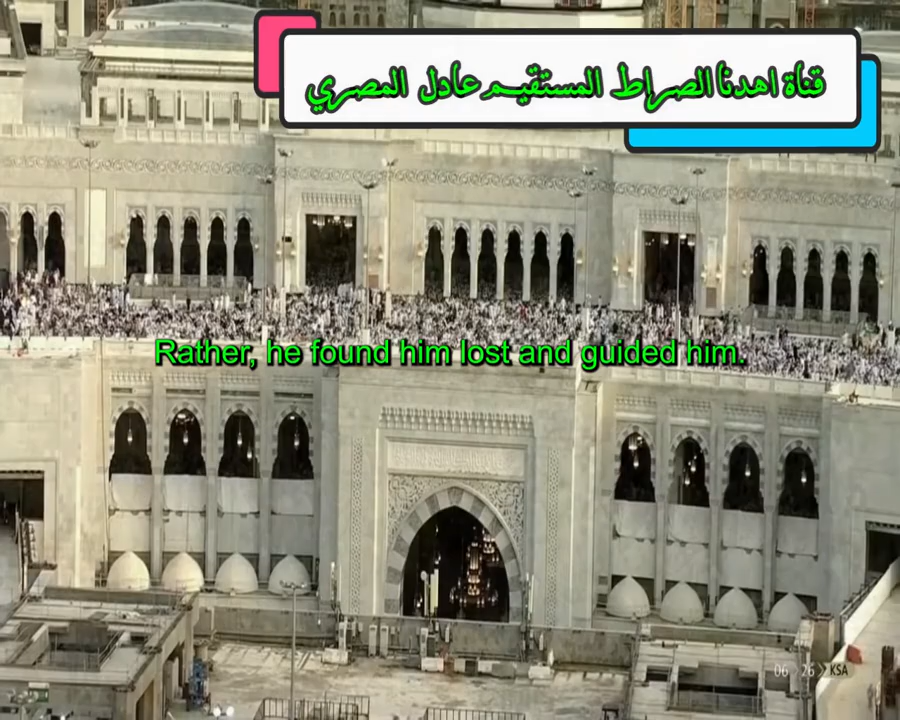 قناة اهدنا الصراط المستقيم عادل المصري
Rather, he found him lost and guided him.
06 26 KSA